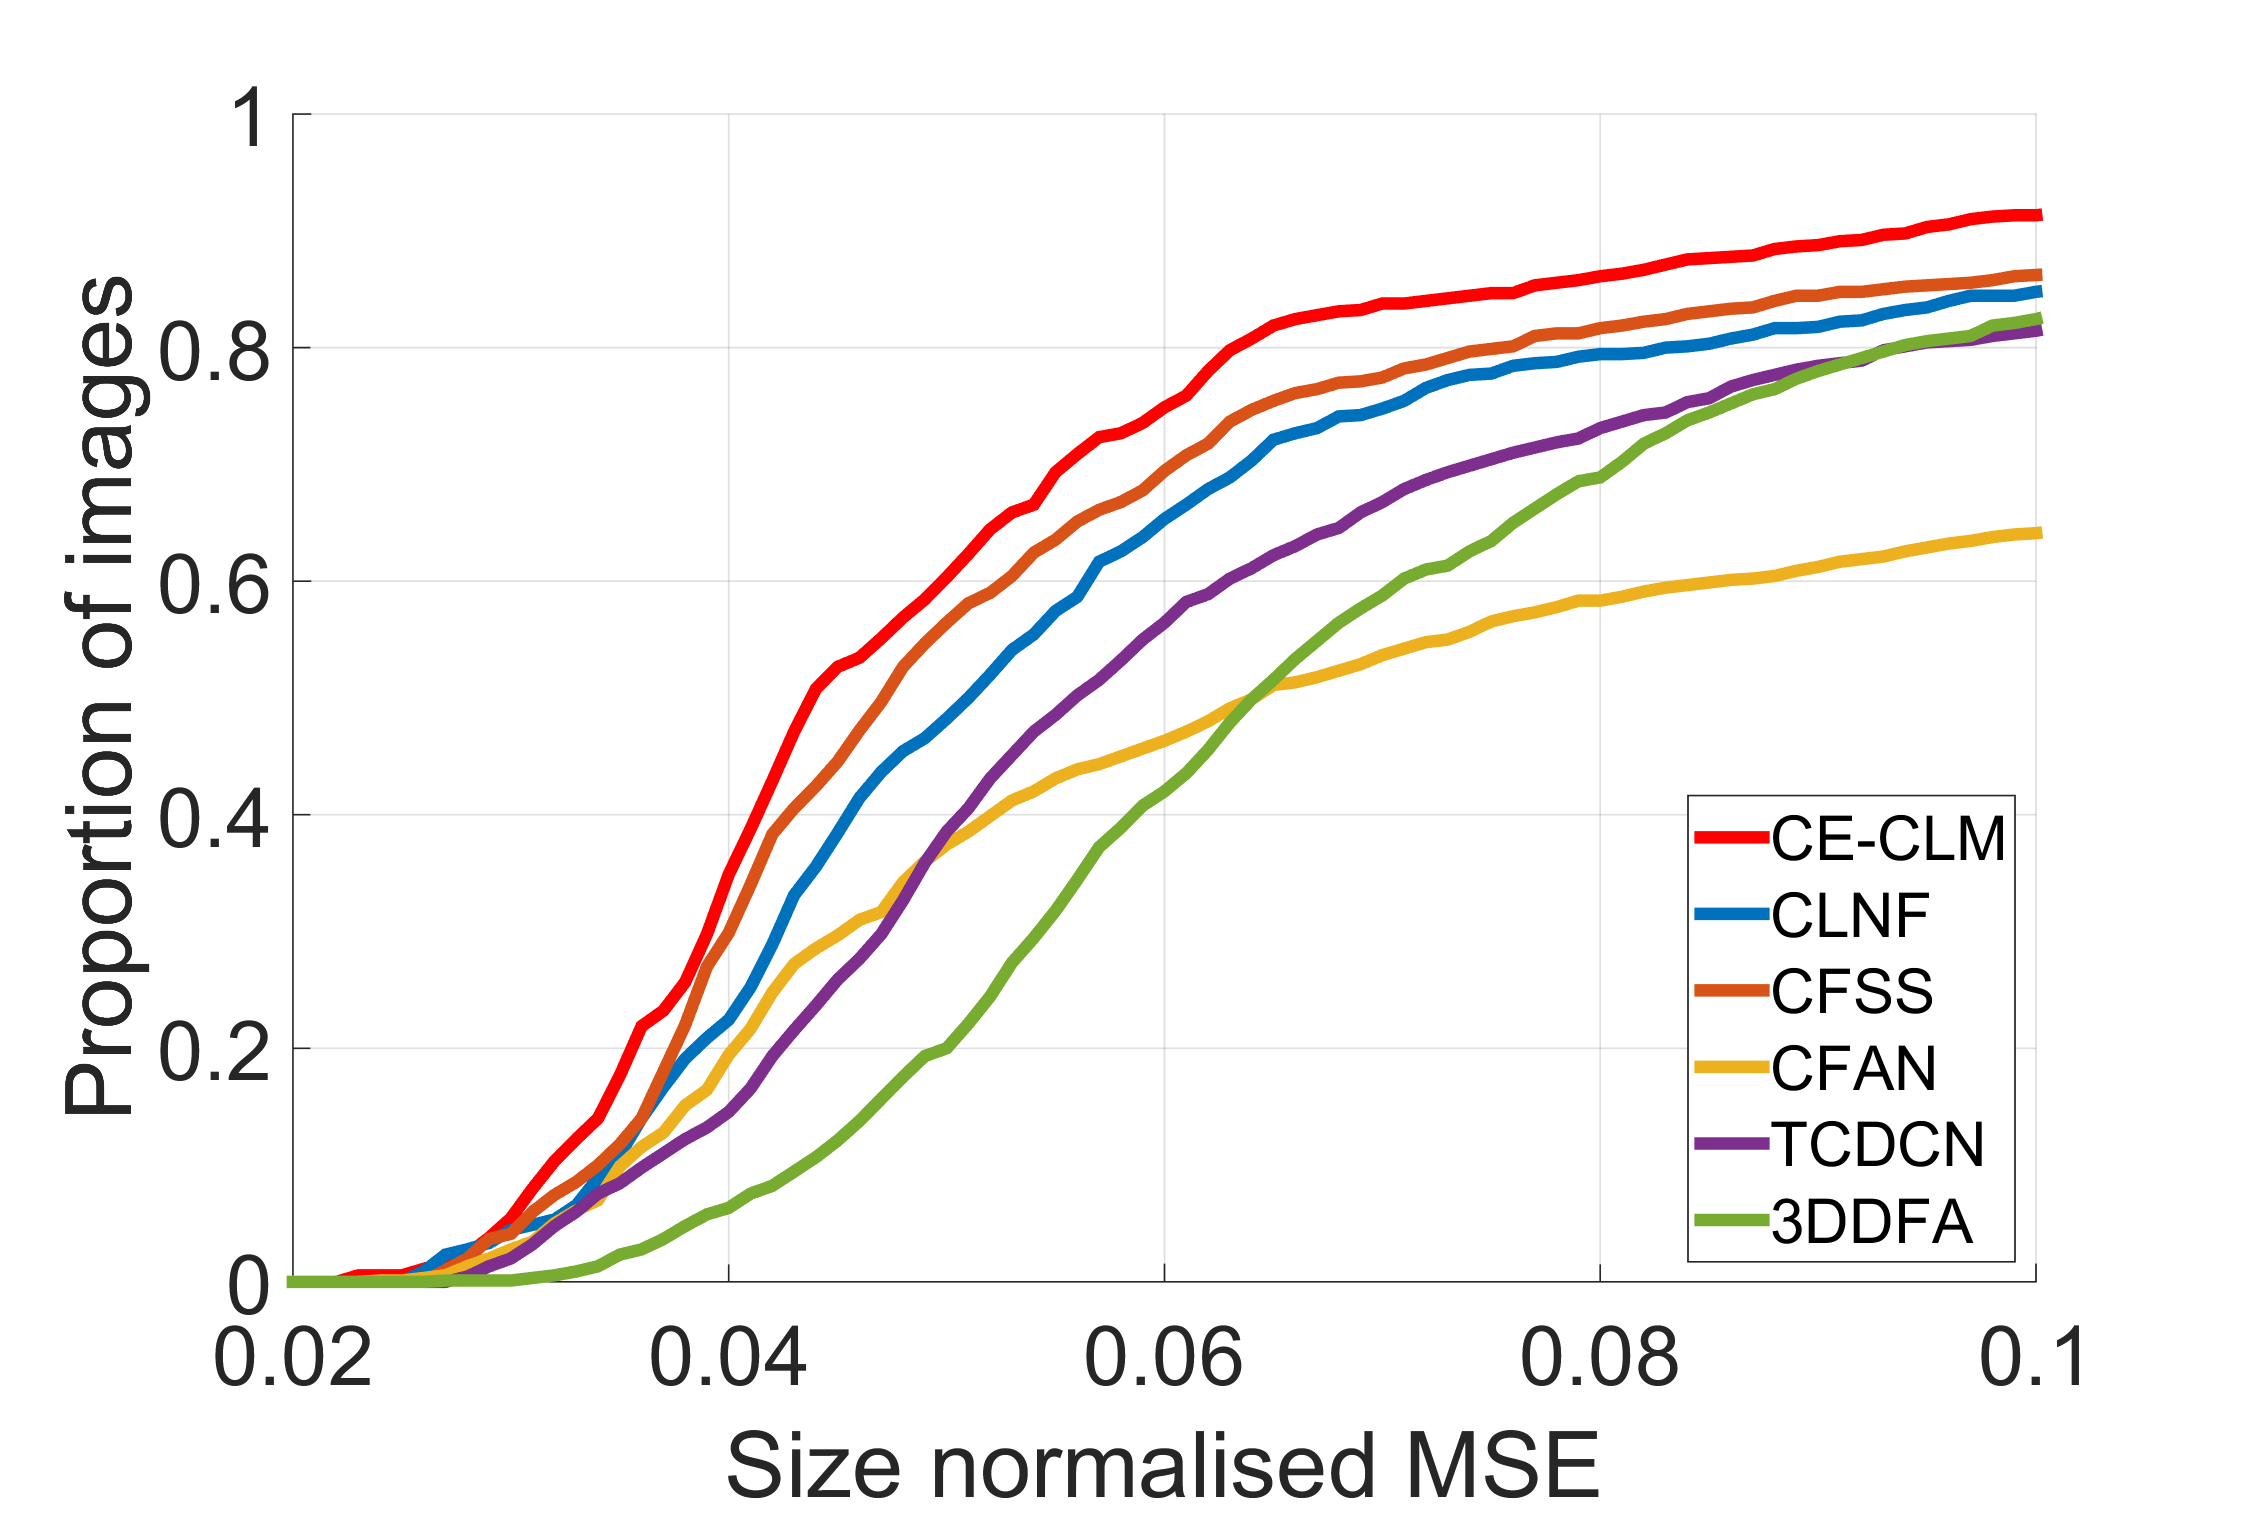 1
0.8
0.6
0.4
0.2
0
Proportion of images
0.02 0.04 0.06 0.08 0.1
Size normalised MSE
CE-CLM
CLNF
CFSS
CFAN
TCDCN
3DDFA